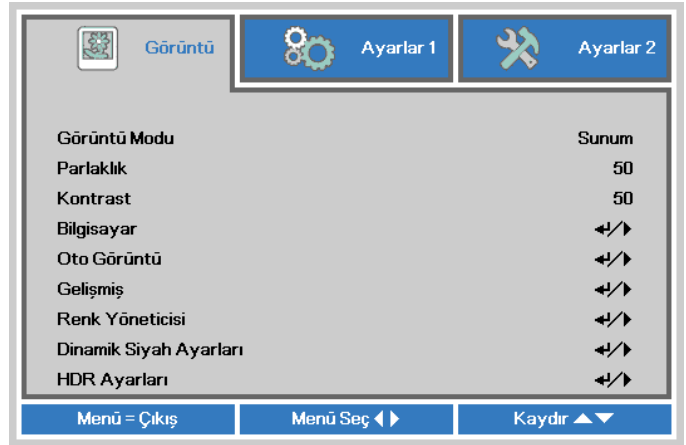 Görüntü Ayarlar 1 Ayarlar 2
Görüntü Modu Sunum
Parlaklık 50
Kontrast 50
Bilgisayar ↵/▶
Oto Görüntü ↵/▶
Gelişmiş ↵/▶
Renk Yöneticisi ↵/▶
Dinamik Siyah Ayarları ↵/▶
HDR Ayarları ↵/▶
Menü = Çıkış Menü Seç ◀▶ Kaydır ▲▼